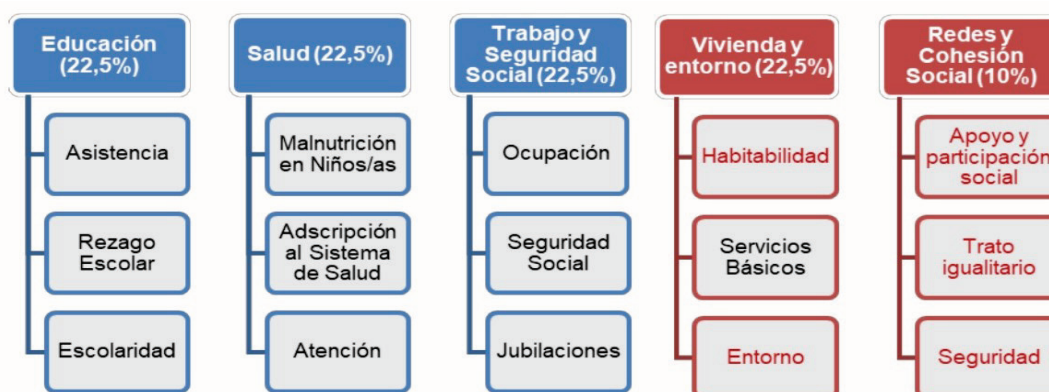 Educación
(22,5%)
Asistencia
Rezago
Escolar
Escolaridad
Salud (22,5%)
Malnutrición
en Niños/as
Adscripción
al Sistema
de Salud
Atención
Trabajo y
Seguridad
Social (22,5%)
Ocupación
Seguridad
Social
Jubilaciones
Vivienda y
entorno (22,5%)
Habitabilidad
Servicios
Básicos
Entorno
Redes y
Cohesión
Social (10%)
Apoyo y
participación
social
Trato
igualitario
Seguridad